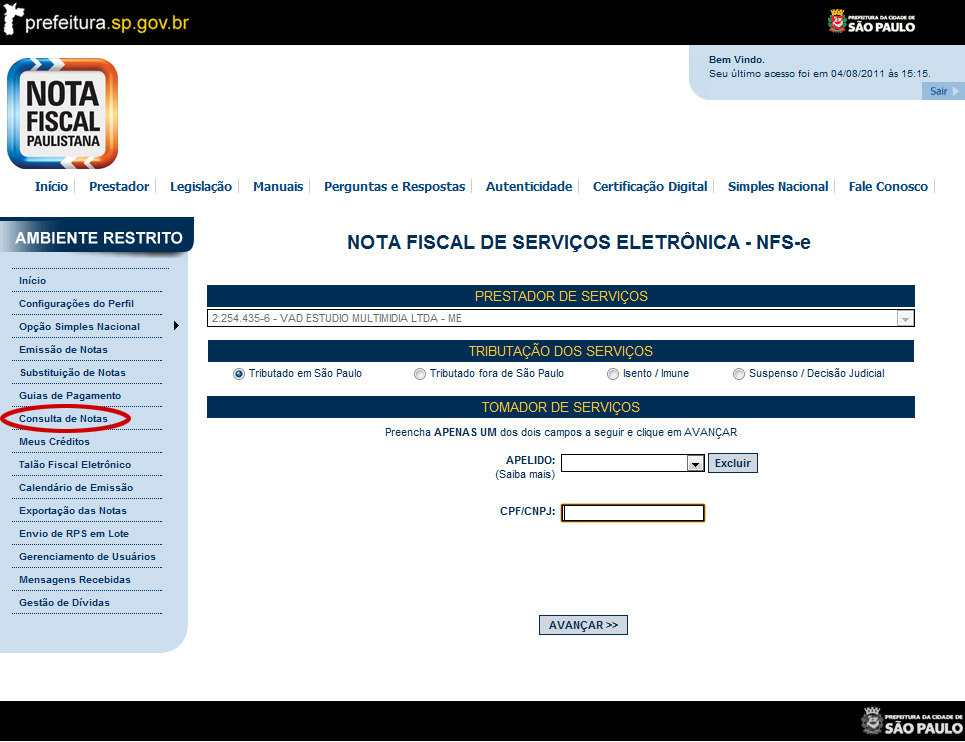 prefeitura.sp.gov.br
PREFEITURA DA CIDADE DE
SÃO PAULO
Bem Vindo.
Seu último acesso foi em 04/08/2011 às 15:15.
Sair
NOTA
FISCAL
PAULISTANA
Início Prestador Legislação Manuais Perguntas e Respostas Autenticidade Certificação Digital Simples Nacional Fale Conosco
AMBIENTE RESTRITO
Início
Configurações do Perfil
Opção Simples Nacional
Emissão de Notas
Substituição de Notas
Guias de Pagamento
Consulta de Notas
Meus Créditos
Talão Fiscal Eletrônico
Calendário de Emissão
Exportação das Notas
Envio de RPS em Lote
Gerenciamento de Usuários
Mensagens Recebidas
Gestão de Dívidas
NOTA FISCAL DE SERVIÇOS ELETRÔNICA - NFS-e
PRESTADOR DE SERVIÇOS
2.254.435-6 - VAD ESTUDIO MULTIMIDIA LTDA - ME
TRIBUTAÇÃO DOS SERVIÇOS
Tributado em São Paulo Tributado fora de São Paulo Isento / Imune Suspenso / Decisão Judicial
TOMADOR DE SERVIÇOS
Preencha APENAS UM dos dois campos a seguir e clique em AVANÇAR
APELIDO: Excluir
(Saiba mais)
CPF/CNPJ:
AVANÇAR >>
PREFEITURA DA CIDADE DE
SÃO PAULO